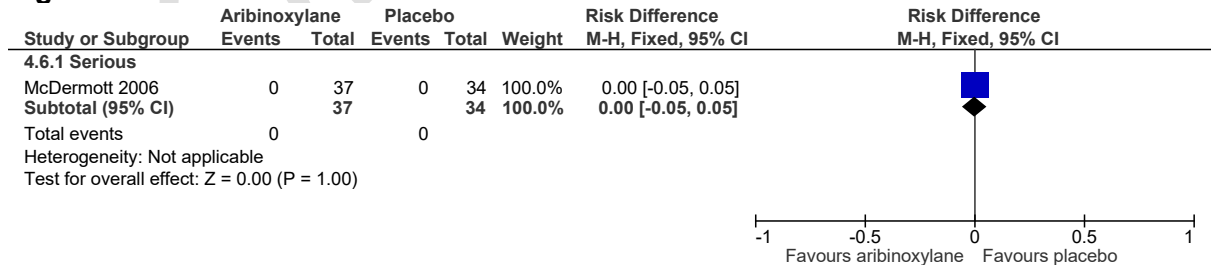 Aribinoxylane Placebo Risk Difference Risk Difference
Study or Subgroup Events Total Events Total Weight M-H, Fixed, 95% CI M-H, Fixed, 95% CI
4.6.1 Serious
McDermott 2006 0 37 0 34 100.0% 0.00 [-0.05, 0.05]
Subtotal (95% CI) 37 34 100.0% 0.00 [-0.05, 0.05]
Total events 0 0
Heterogeneity: Not applicable
Test for overall effect: Z = 0.00 (P = 1.00)
-1 -0.5 0 0.5 1
Favours aribinoxylane Favours placebo